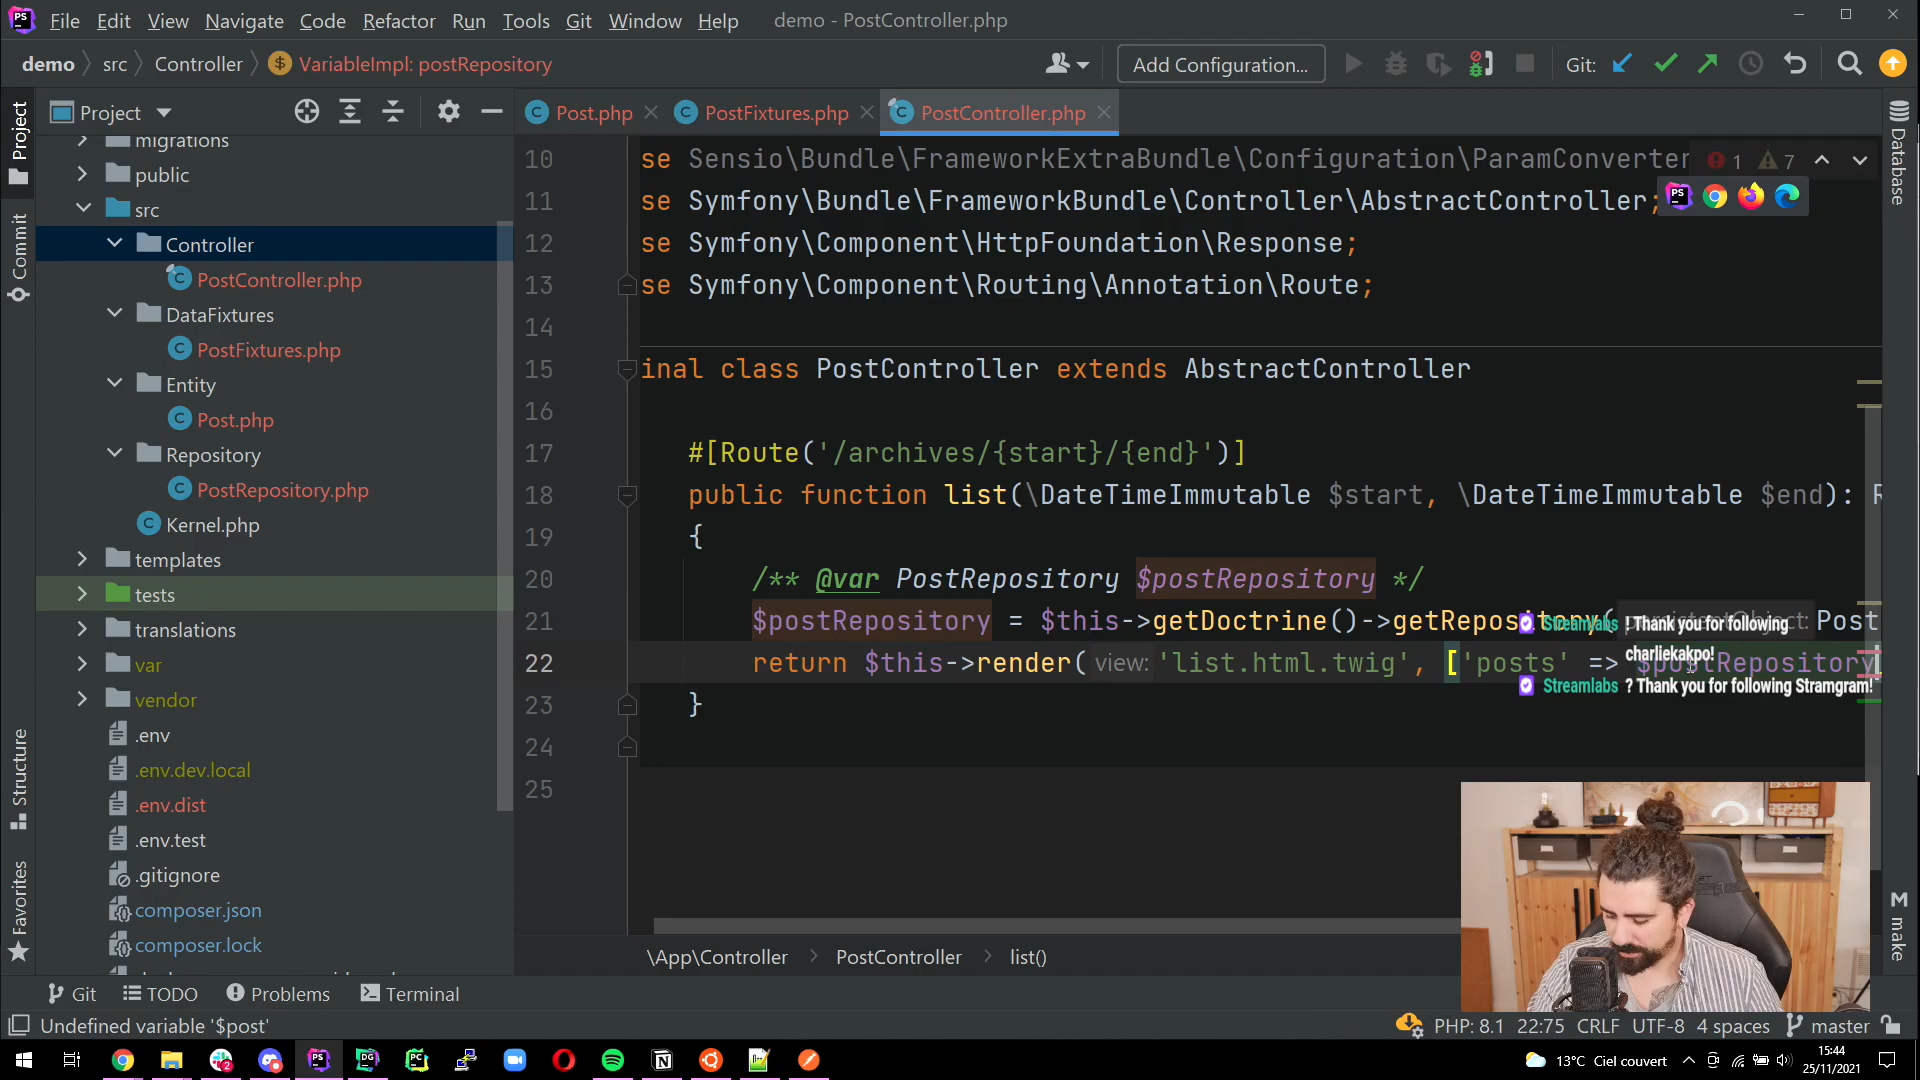 File Edit View Navigate Code Refactor Run Tools Git Window Help demo - PostController.php
demo src Controller VariableImpl: postRepository Add Configuration... Git:
Project Post.php PostFixtures.php PostController.php
Project
Commit
Structure
Favorites
migrations
public
src
Controller
PostController.php
DataFixtures
PostFixtures.php
Entity
Post.php
Repository
PostRepository.php
Kernel.php
templates
tests
translations
var
vendor
.env
.env.dev.local
.env.dist
.env.test
.gitignore
composer.json
composer.lock
10 se Sensio\Bundle\FrameworkExtraBundle\Configuration\ParamConverter 1 7
11 se Symfony\Bundle\FrameworkBundle\Controller\AbstractController;
12 se Symfony\Component\HttpFoundation\Response;
13 se Symfony\Component\Routing\Annotation\Route;
14
15 inal class PostController extends AbstractController
16
17 #[Route('/archives/{start}/{end}')]
18 public function list(\DateTimeImmutable $start, \DateTimeImmutable $end): R
19 {
20 /** @var PostRepository $postRepository */
21 $postRepository = $this->getDoctrine()->getRepository( persistentObject: Post
22 return $this->render( view: 'list.html.twig', ['posts' => $postRepository
23 }
24
25
Streamlabs ! Thank you for following
charliekakpo!
Streamlabs ? Thank you for following Stramgram!
Database
make
\App\Controller PostController list()
Git TODO Problems Terminal
Undefined variable '$post' PHP: 8.1 22:75 CRLF UTF-8 4 spaces master
13°C Ciel couvert 15:44
25/11/2021